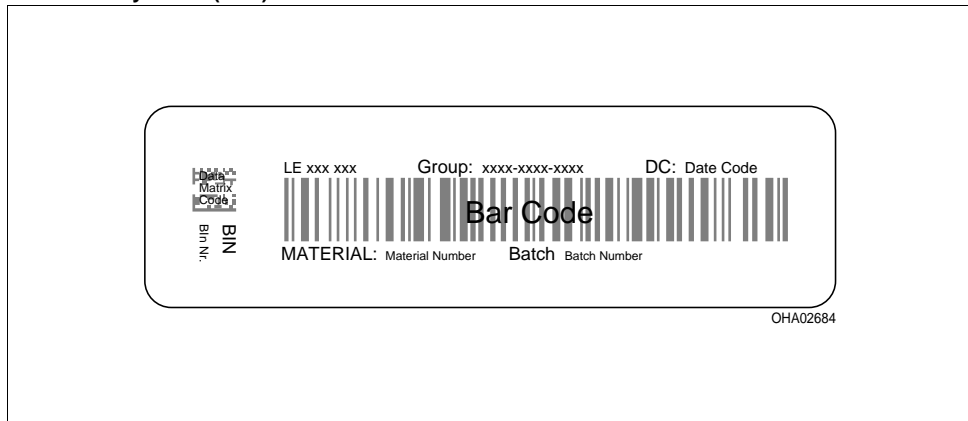 LE xxx xxx Group: xxxx-xxxx-xxxx DC: Date Code
Data
Matrix
Code
Bar Code
BIN
BIn Nr.
MATERIAL: Material Number Batch Batch Number
OHA02684